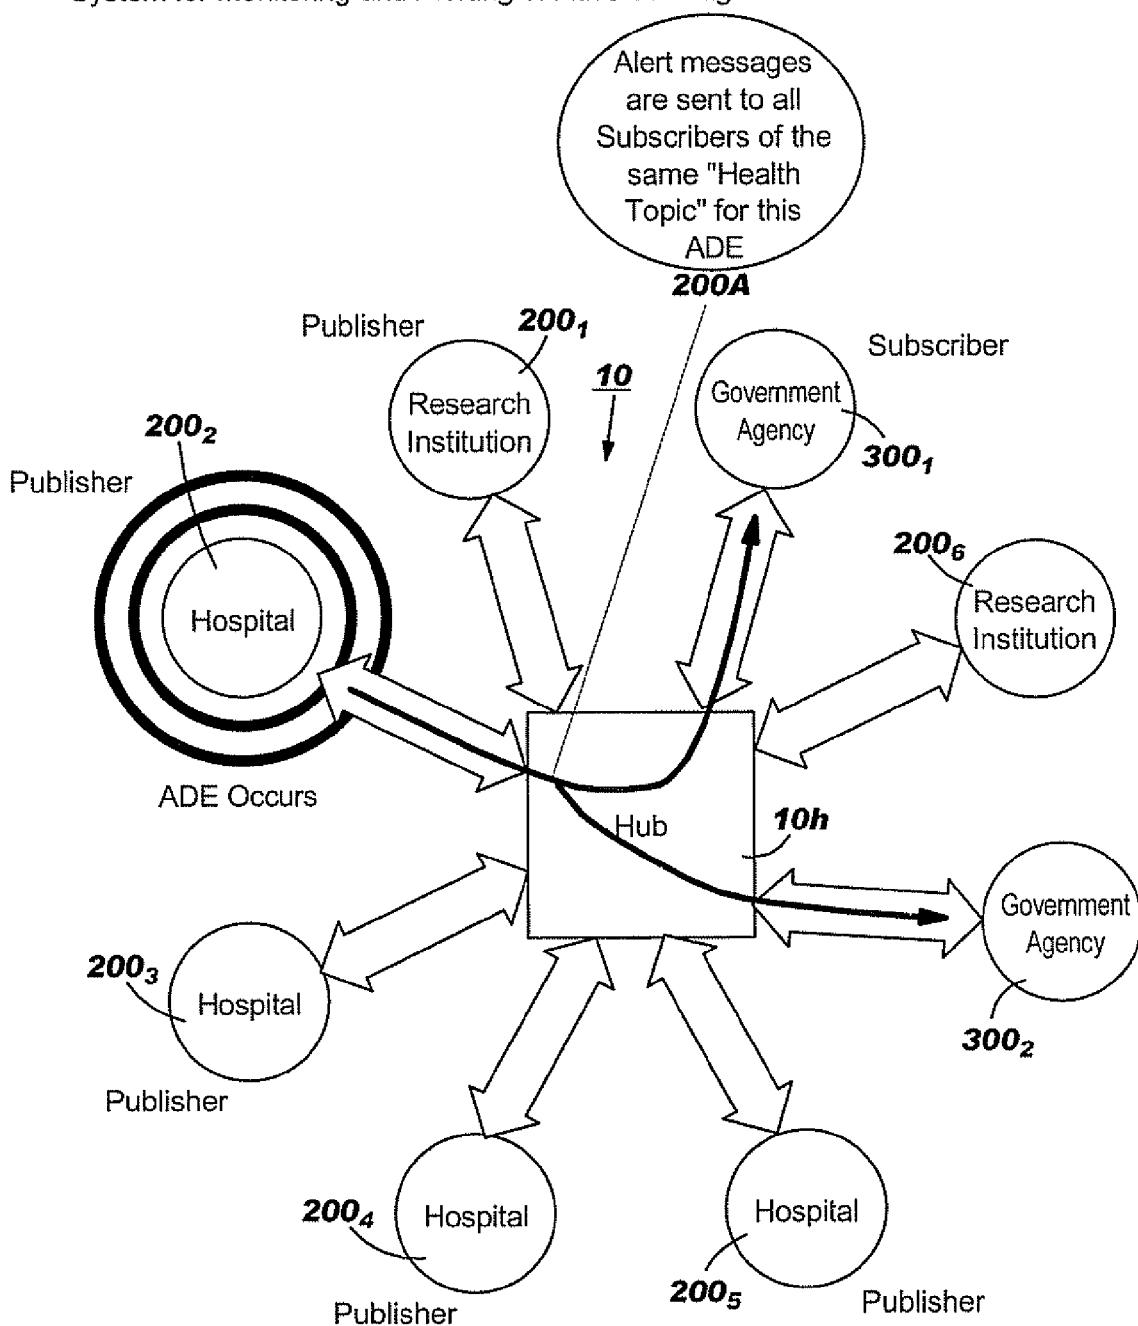 Alert messages
are sent to all
Subscribers of the
same "Health
Topic" for this
ADE
200A
Publisher
200₁
Research
Institution
10
Subscriber
Government
Agency
300₁
200₂
Publisher
Hospital
ADE Occurs
200₆
Research
Institution
Hub
10h
Government
Agency
300₂
200₃
Hospital
Publisher
200₄
Hospital
Publisher
Hospital
200₅
Publisher